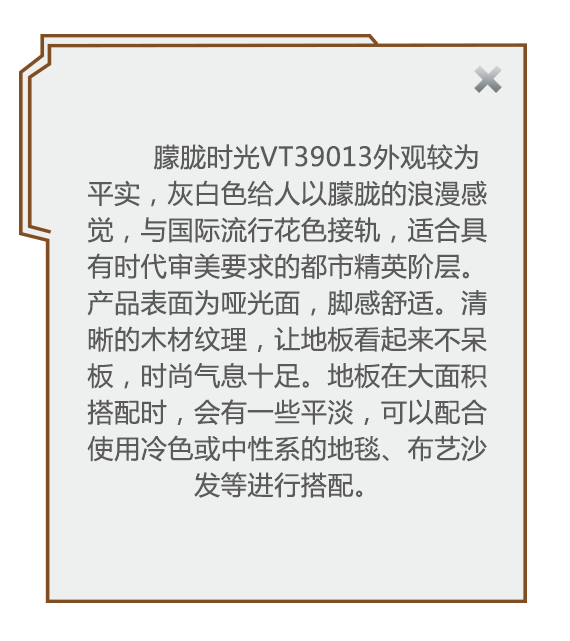 朦胧时光VT39013外观较为
平实，灰白色给人以朦胧的浪漫感
觉，与国际流行花色接轨，适合具
有时代审美要求的都市精英阶层。
产品表面为哑光面，脚感舒适。清
晰的木材纹理，让地板看起来不呆
板，时尚气息十足。地板在大面积
搭配时，会有一些平淡，可以配合
使用冷色或中性系的地毯、布艺沙
发等进行搭配。